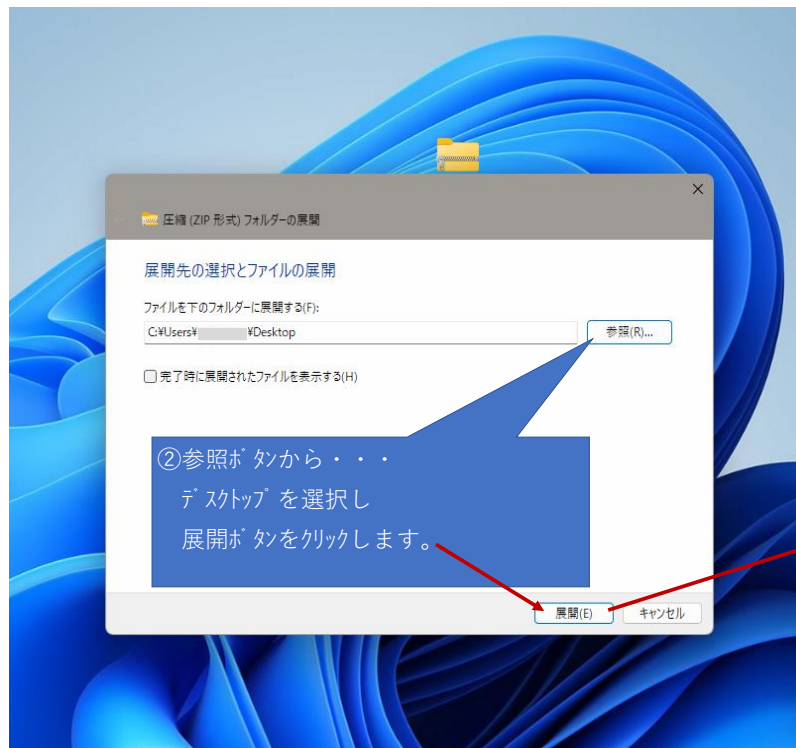 圧縮 (ZIP 形式) フォルダーの展開
展開先の選択とファイルの展開
ファイルを下のフォルダーに展開する(F):
C:¥Users¥ ¥Desktop
参照(R)...
完了時に展開されたファイルを表示する(H)
②参照ﾎﾞﾀﾝから・・・
ﾃﾞｽｸﾄｯﾌﾟを選択し
展開ﾎﾞﾀﾝをｸﾘｯｸします。
展開(E)
キャンセル